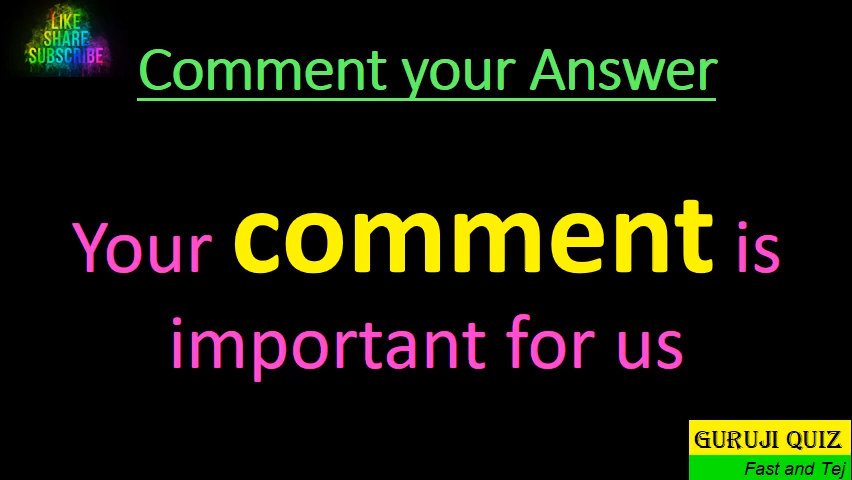 LIKE
SHARE
SUBSCRIBE
Comment your Answer
Your comment is
important for us
GURUJI QUIZ
Fast and Tej